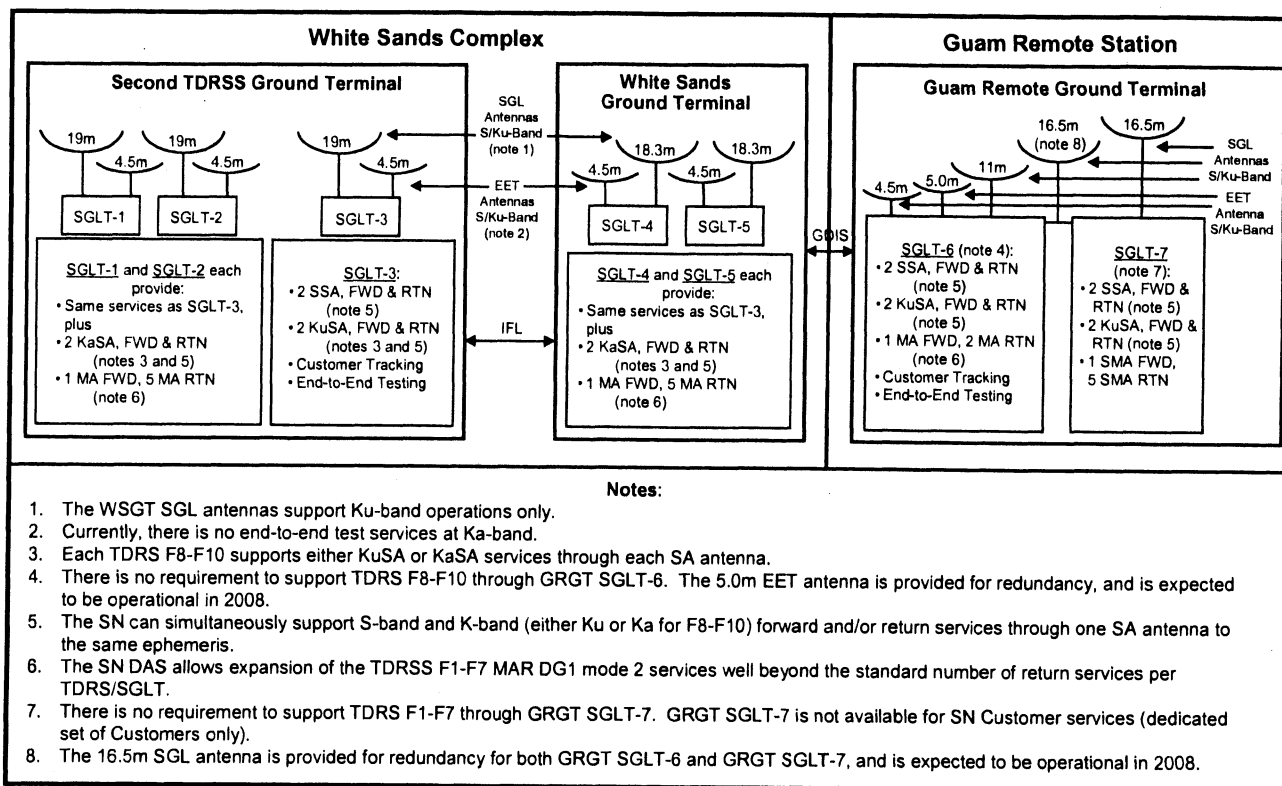 White Sands Complex
Guam Remote Station
Second TDRSS Ground Terminal
White Sands
Ground Terminal
Guam Remote Ground Terminal
19m
4.5m
19m
4.5m
19m
4.5m
SGL
Antennas
S/Ku-Band
(note 1)
EET
Antennas
S/Ku-Band
(note 2)
4.5m
18.3m
4.5m
18.3m
4.5m
5.0m
11m
16.5m
(note 8)
16.5m
SGL
Antennas
S/Ku-Band
EET
Antenna
S/Ku-Band
SGLT-1
SGLT-2
SGLT-3
SGLT-4
SGLT-5
SGLT-1 and SGLT-2 each
provide:
• Same services as SGLT-3,
plus
• 2 KaSA, FWD & RTN
(notes 3 and 5)
• 1 MA FWD, 5 MA RTN
(note 6)
SGLT-3:
• 2 SSA, FWD & RTN
(note 5)
• 2 KuSA, FWD & RTN
(notes 3 and 5)
• Customer Tracking
• End-to-End Testing
IFL
SGLT-4 and SGLT-5 each
provide:
• Same services as SGLT-3,
plus
• 2 KaSA, FWD & RTN
(notes 3 and 5)
• 1 MA FWD, 5 MA RTN
(note 6)
GDIS
SGLT-6 (note 4):
• 2 SSA, FWD & RTN
(note 5)
• 2 KuSA, FWD & RTN
(note 5)
• 1 MA FWD, 2 MA RTN
(note 6)
• Customer Tracking
• End-to-End Testing
SGLT-7
(note 7):
• 2 SSA, FWD &
RTN (note 5)
• 2 KuSA, FWD &
RTN (note 5)
• 1 SMA FWD,
5 SMA RTN
Notes:
1. The WSGT SGL antennas support Ku-band operations only.
2. Currently, there is no end-to-end test services at Ka-band.
3. Each TDRS F8-F10 supports either KuSA or KaSA services through each SA antenna.
4. There is no requirement to support TDRS F8-F10 through GRGT SGLT-6. The 5.0m EET antenna is provided for redundancy, and is expected
to be operational in 2008.
5. The SN can simultaneously support S-band and K-band (either Ku or Ka for F8-F10) forward and/or return services through one SA antenna to
the same ephemeris.
6. The SN DAS allows expansion of the TDRSS F1-F7 MAR DG1 mode 2 services well beyond the standard number of return services per
TDRS/SGLT.
7. There is no requirement to support TDRS F1-F7 through GRGT SGLT-7. GRGT SGLT-7 is not available for SN Customer services (dedicated
set of Customers only).
8. The 16.5m SGL antenna is provided for redundancy for both GRGT SGLT-6 and GRGT SGLT-7, and is expected to be operational in 2008.